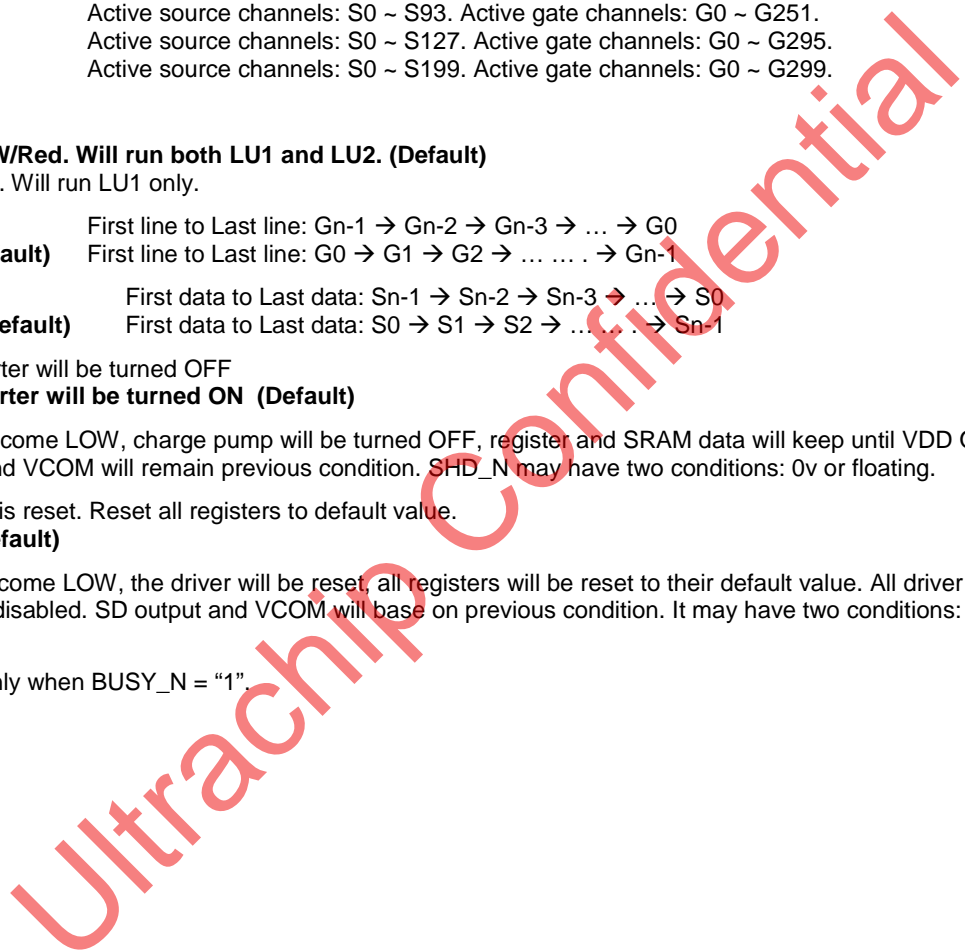 Active source channels: S0 ~ S93. Active gate channels: G0 ~ G251.
Active source channels: S0 ~ S127. Active gate channels: G0 ~ G295.
Active source channels: S0 ~ S199. Active gate channels: G0 ~ G299.
W/Red. Will run both LU1 and LU2. (Default)
. Will run LU1 only.
First line to Last line: Gn-1 → Gn-2 → Gn-3 → … → G0
ault) First line to Last line: G0 → G1 → G2 → … … . → Gn-1
First data to Last data: Sn-1 → Sn-2 → Sn-3 → … → S0
efault) First data to Last data: S0 → S1 → S2 → … … . → Sn-1
rter will be turned OFF
rter will be turned ON (Default)
come LOW, charge pump will be turned OFF, register and SRAM data will keep until VDD
nd VCOM will remain previous condition. SHD_N may have two conditions: 0v or floating.
is reset. Reset all registers to default value.
fault)
come LOW, the driver will be reset, all registers will be reset to their default value. All driver
disabled. SD output and VCOM will base on previous condition. It may have two conditions:
nly when BUSY_N = “1”.
Ultrachip Confidential